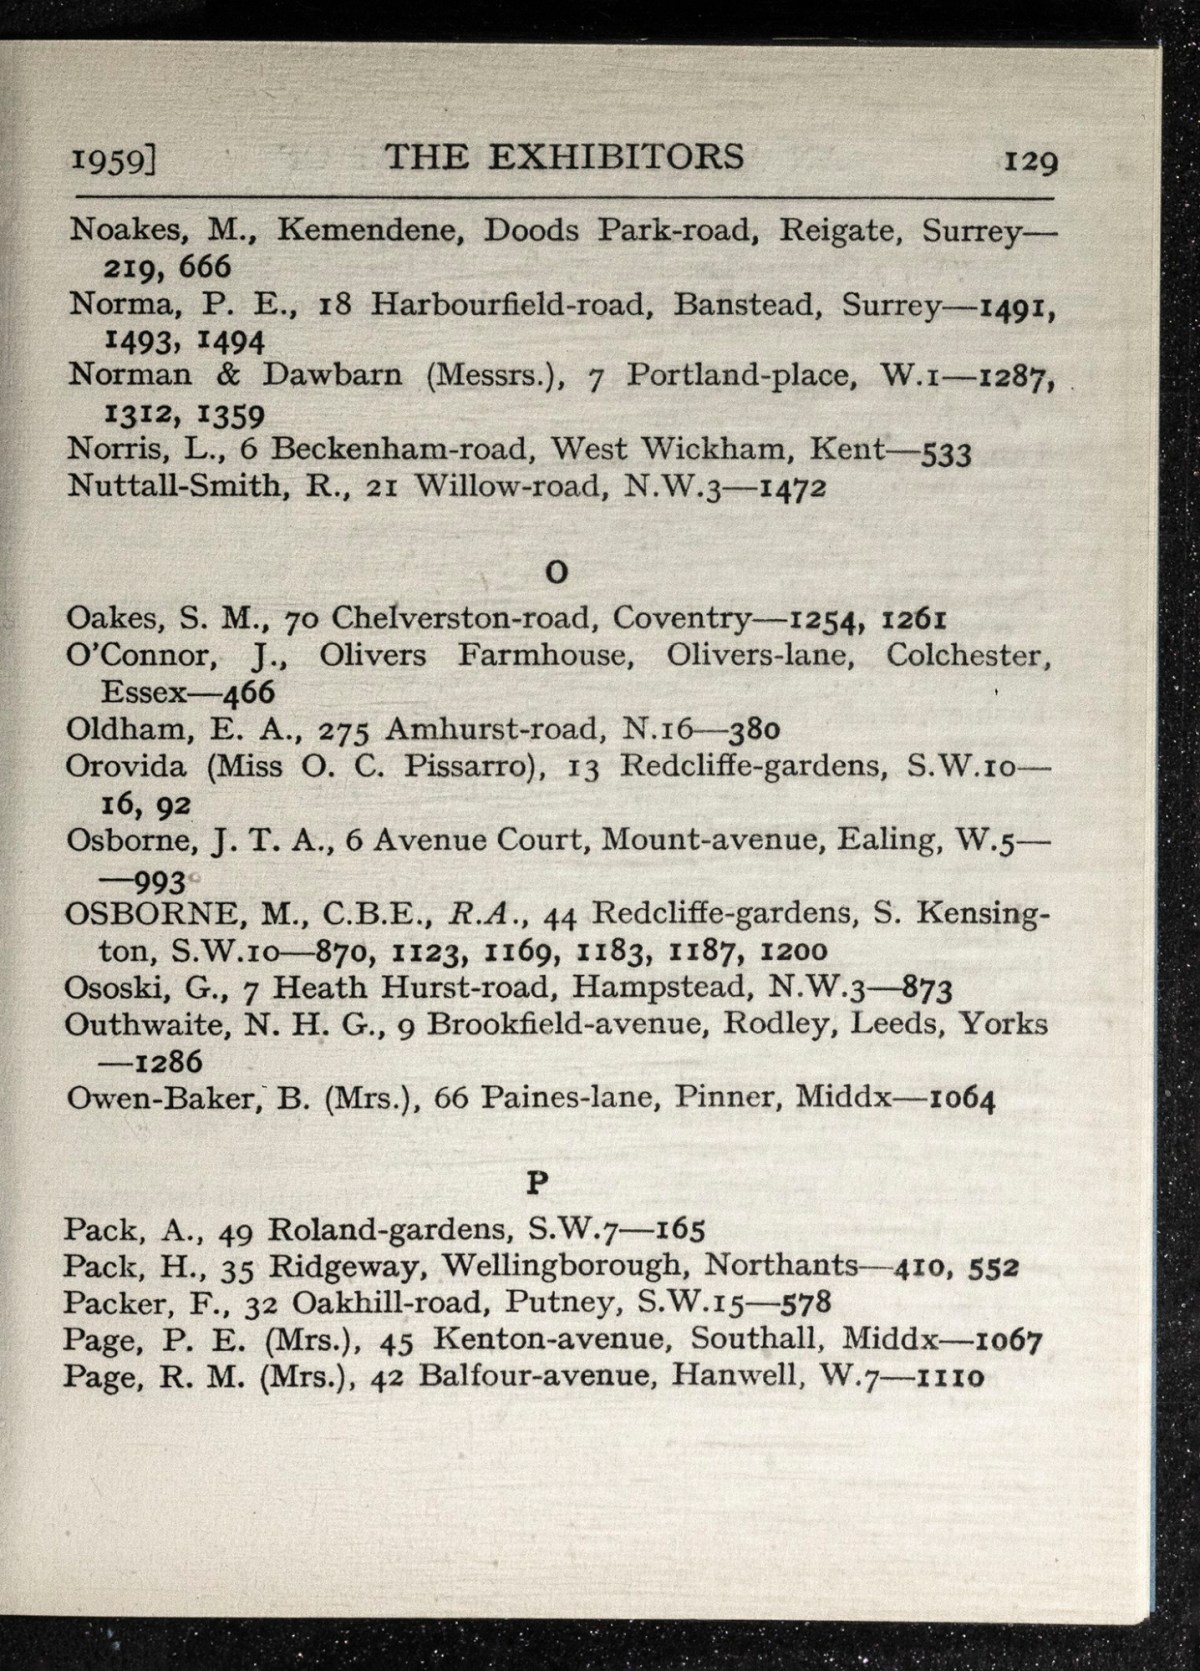 1959] THE EXHIBITORS 129
Noakes, M., Kemendene, Doods Park-road, Reigate, Surrey—
219, 666
Norma, P. E., 18 Harbourfield-road, Banstead, Surrey—1491,
1493, 1494
Norman & Dawbarn (Messrs.), 7 Portland-place, W.1—1287,
1312, 1359
Norris, L., 6 Beckenham-road, West Wickham, Kent—533
Nuttall-Smith, R., 21 Willow-road, N.W.3—1472
O
Oakes, S. M., 70 Chelverston-road, Coventry—1254, 1261
O'Connor, J., Olivers Farmhouse, Olivers-lane, Colchester,
Essex—466
Oldham, E. A., 275 Amhurst-road, N.16—380
Orovida (Miss O. C. Pissarro), 13 Redcliffe-gardens, S.W.10—
16, 92
Osborne, J. T. A., 6 Avenue Court, Mount-avenue, Ealing, W.5—
—993
OSBORNE, M., C.B.E., R.A., 44 Redcliffe-gardens, S. Kensing-
ton, S.W.10—870, 1123, 1169, 1183, 1187, 1200
Ososki, G., 7 Heath Hurst-road, Hampstead, N.W.3—873
Outhwaite, N. H. G., 9 Brookfield-avenue, Rodley, Leeds, Yorks
—1286
Owen-Baker, B. (Mrs.), 66 Paines-lane, Pinner, Middx—1064
P
Pack, A., 49 Roland-gardens, S.W.7—165
Pack, H., 35 Ridgeway, Wellingborough, Northants—410, 552
Packer, F., 32 Oakhill-road, Putney, S.W.15—578
Page, P. E. (Mrs.), 45 Kenton-avenue, Southall, Middx—1067
Page, R. M. (Mrs.), 42 Balfour-avenue, Hanwell, W.7—1110